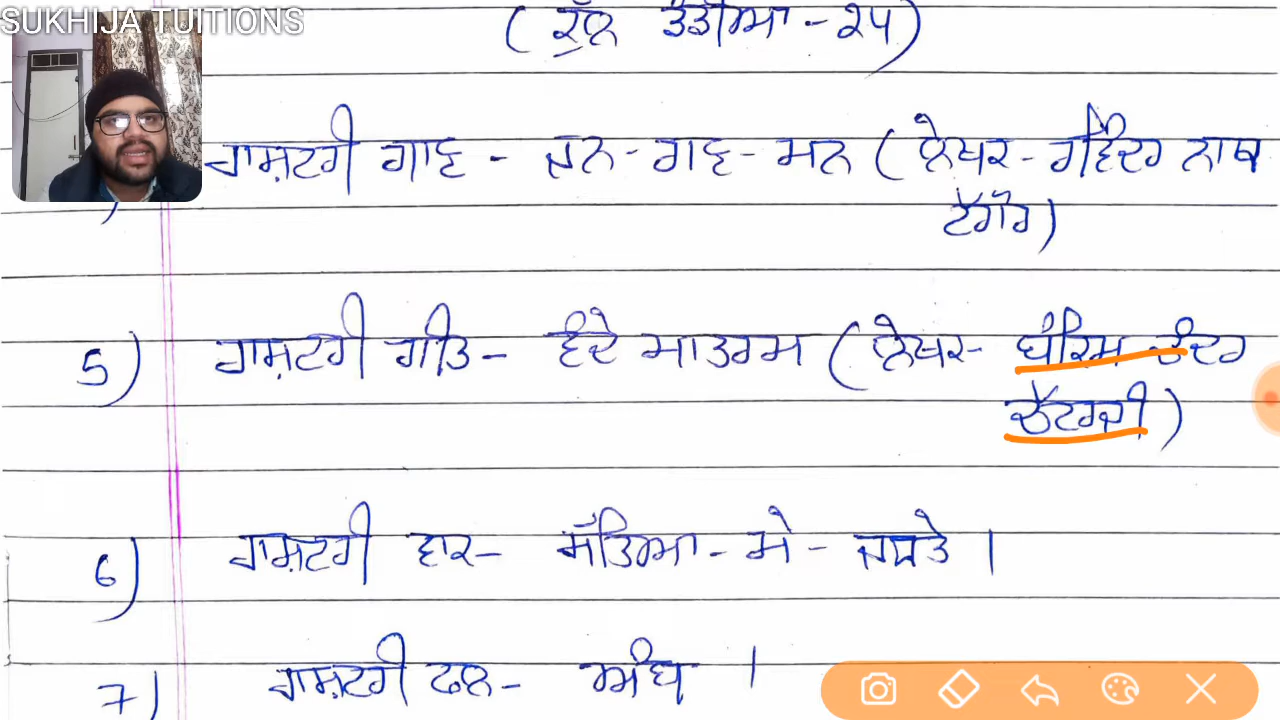 SUKHIJA TUITIONS
(ਕੁੱਲ ਤੀਲੀਆ - 24)
ਰਾਸ਼ਟਰੀ ਗਾਣ - ਜਨ - ਗਣ - ਮਨ (ਲੇਖਕ - ਰਵਿੰਦਰ ਨਾਥ
ਟੈਗੋਰ)
5) ਰਾਸ਼ਟਰੀ ਗੀਤ - ਵੰਦੇ ਮਾਤਰਮ (ਲੇਖਕ - ਬੰਕਿਮ ਚੰਦਰ
ਚੈਟਰਜੀ)
6) ਰਾਸ਼ਟਰੀ ਵਾਕ - ਸੱਤਿਆ - ਮੇ - ਜਯਤੇ ।
7) ਰਾਸ਼ਟਰੀ ਫਲ - ਅੰਬ ।